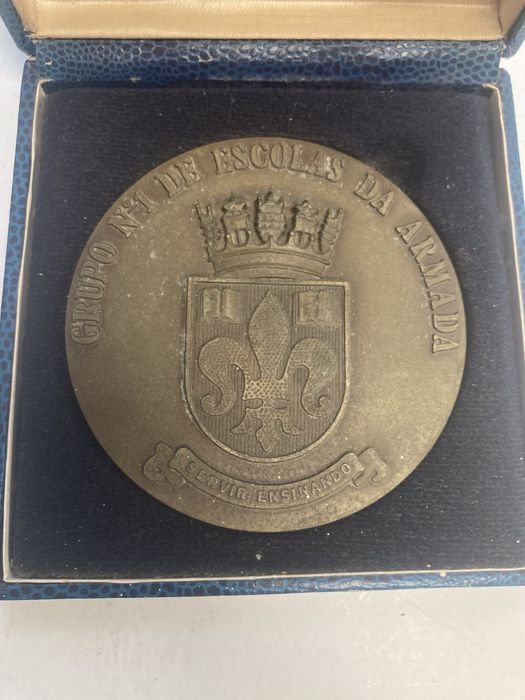 GRUPO Nº1 DE ESCOLAS DA ARMADA
SERVIR, ENSINANDO